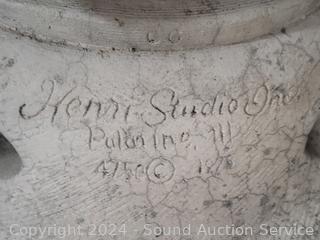 Henri Studio Inc.
Palatine, Ill
Copyright 2024 - Sound Auction Service